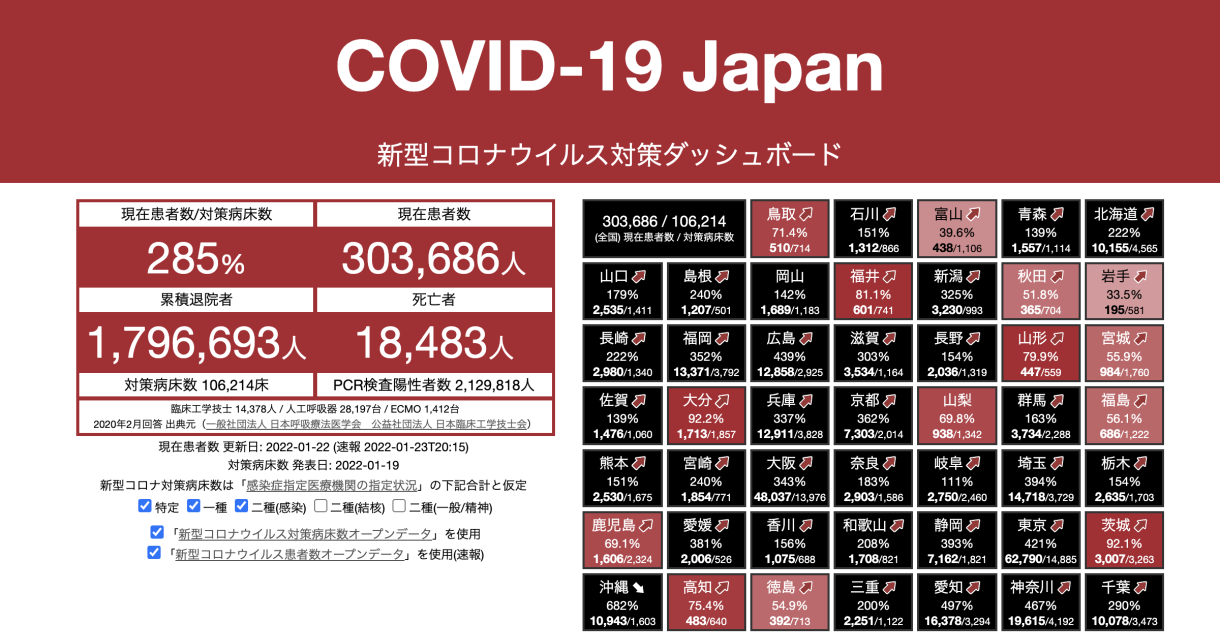 COVID-19 Japan
新型コロナウイルス対策ダッシュボード
現在患者数/対策病床数
現在患者数
285%
303,686人
累積退院者
死亡者
1,796,693人
18,483人
対策病床数 106,214床
PCR検査陽性者数 2,129,818人
臨床工学技士 14,378人 / 人工呼吸器 28,197台 / ECMO 1,412台
2020年2月回答 出典元（一般社団法人 日本呼吸療法医学会　公益社団法人 日本臨床工学技士会）
現在患者数 更新日: 2022-01-22 (速報 2022-01-23T20:15)
対策病床数 発表日: 2022-01-19
新型コロナ対策病床数は「感染症指定医療機関の指定状況」の下記合計と仮定
特定 一種 二種(感染) 二種(結核) 二種(一般/精神)
「新型コロナウイルス対策病床数オープンデータ」を使用
「新型コロナウイルス患者数オープンデータ」を使用(速報)
303,686 / 106,214
(全国) 現在患者数 / 対策病床数
鳥取
71.4%
510/714
石川
151%
1,312/866
富山
39.6%
438/1,106
青森
139%
1,557/1,114
北海道
222%
10,155/4,565
山口
179%
2,535/1,411
島根
240%
1,207/501
岡山
142%
1,689/1,183
福井
81.1%
601/741
新潟
325%
3,230/993
秋田
51.8%
365/704
岩手
33.5%
195/581
長崎
222%
2,980/1,340
福岡
352%
13,371/3,792
広島
439%
12,858/2,925
滋賀
303%
3,534/1,164
長野
154%
2,036/1,319
山形
79.9%
447/559
宮城
55.9%
984/1,760
佐賀
139%
1,476/1,060
大分
92.2%
1,713/1,857
兵庫
337%
12,911/3,828
京都
362%
7,303/2,014
山梨
69.8%
938/1,342
群馬
163%
3,734/2,288
福島
56.1%
686/1,222
熊本
151%
2,530/1,675
宮崎
240%
1,854/771
大阪
343%
48,037/13,976
奈良
183%
2,903/1,586
岐阜
111%
2,750/2,460
埼玉
394%
14,718/3,729
栃木
154%
2,635/1,703
鹿児島
69.1%
1,606/2,324
愛媛
381%
2,006/526
香川
156%
1,075/688
和歌山
208%
1,708/821
静岡
393%
7,162/1,821
東京
421%
62,790/14,885
茨城
92.1%
3,007/3,263
沖縄
682%
10,943/1,603
高知
75.4%
483/640
徳島
54.9%
392/713
三重
200%
2,251/1,122
愛知
497%
16,378/3,294
神奈川
467%
19,615/4,192
千葉
290%
10,078/3,473